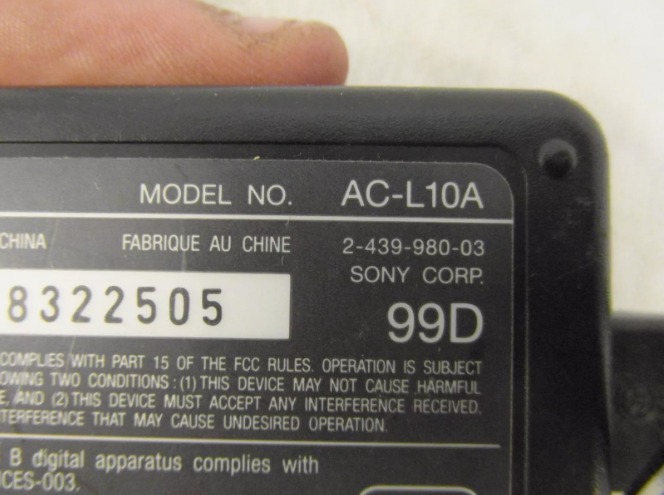 MODEL NO. AC-L10A
CHINA FABRIQUE AU CHINE 2-439-980-03
SONY CORP.
8322505 99D
COMPLIES WITH PART 15 OF THE FCC RULES. OPERATION IS SUBJECT
OWING TWO CONDITIONS : (1) THIS DEVICE MAY NOT CAUSE HARMFUL
E, AND (2) THIS DEVICE MUST ACCEPT ANY INTERFERENCE RECEIVED,
TERFERENCE THAT MAY CAUSE UNDESIRED OPERATION.
B digital apparatus complies with
ICES-003.